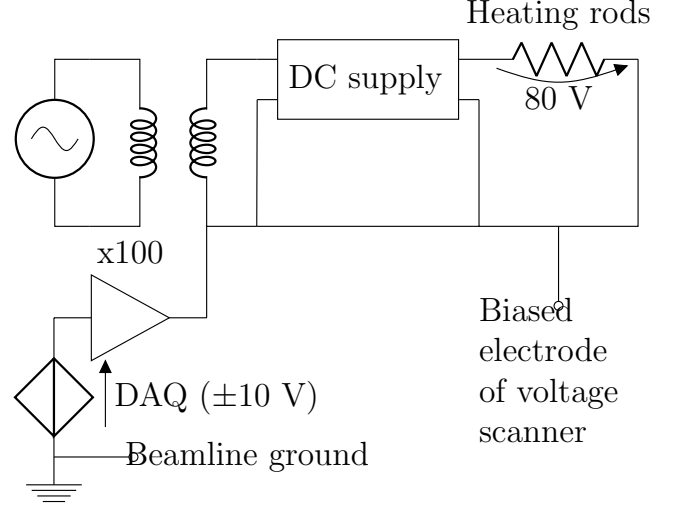 Heating rods
DC supply
80 V
x100
Biased
electrode
of voltage
scanner
DAQ (±10 V)
Beamline ground